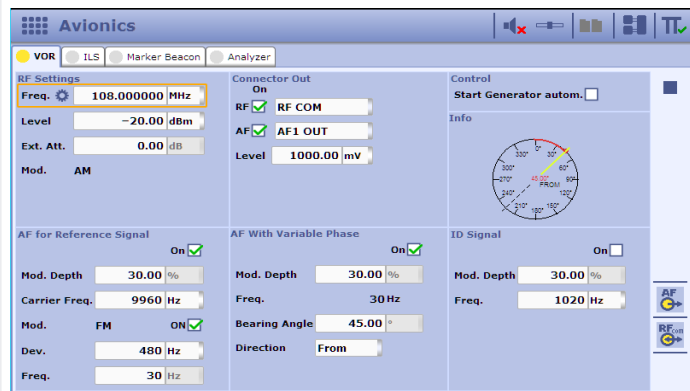 Avionics
VOR ILS Marker Beacon Analyzer
RF Settings
Freq. 108.000000 MHz
Level -20.00 dBm
Ext. Att. 0.00 dB
Mod. AM
Connector Out
On
RF RF COM
AF AF1 OUT
Level 1000.00 mV
Control
Start Generator autom.
Info
0°
330° 30°
300° 60°
270° 45.00° 90°
FROM
240° 120°
210° 180° 150°
AF for Reference Signal
On
Mod. Depth 30.00 %
Carrier Freq. 9960 Hz
Mod. FM ON
Dev. 480 Hz
Freq. 30 Hz
AF With Variable Phase
On
Mod. Depth 30.00 %
Freq. 30 Hz
Bearing Angle 45.00 °
Direction From
ID Signal
On
Mod. Depth 30.00 %
Freq. 1020 Hz
AF
RFcom